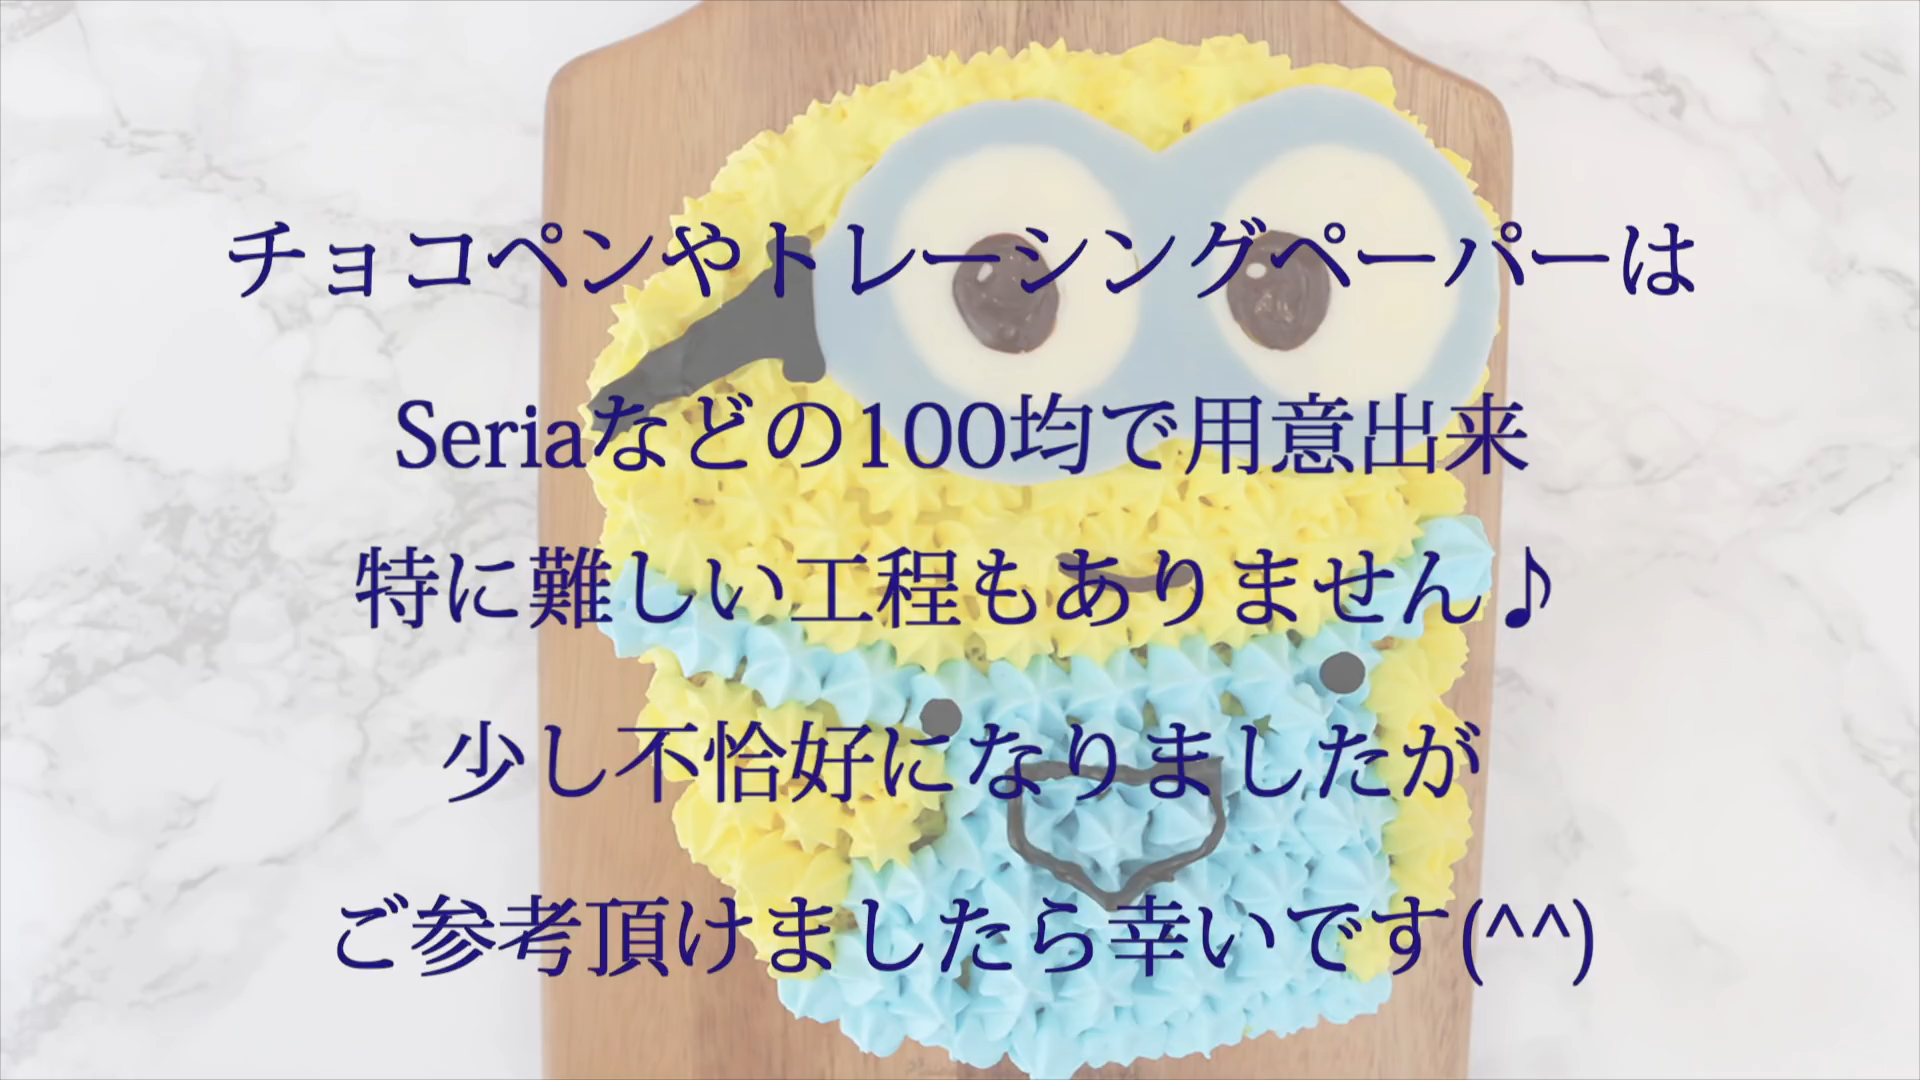 チョコペンやトレーシングペーパーは
Seriaなどの100均で用意出来
特に難しい工程もありません♪
少し不恰好になりましたが
ご参考頂けましたら幸いです(^^)